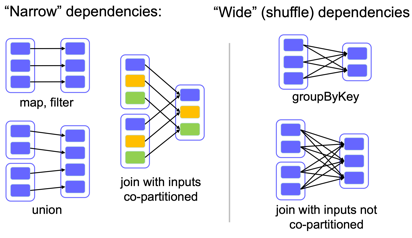 "Narrow" dependencies:
"Wide" (shuffle) dependencies
map, filter
union
join with inputs
co-partitioned
groupByKey
join with inputs not
co-partitioned